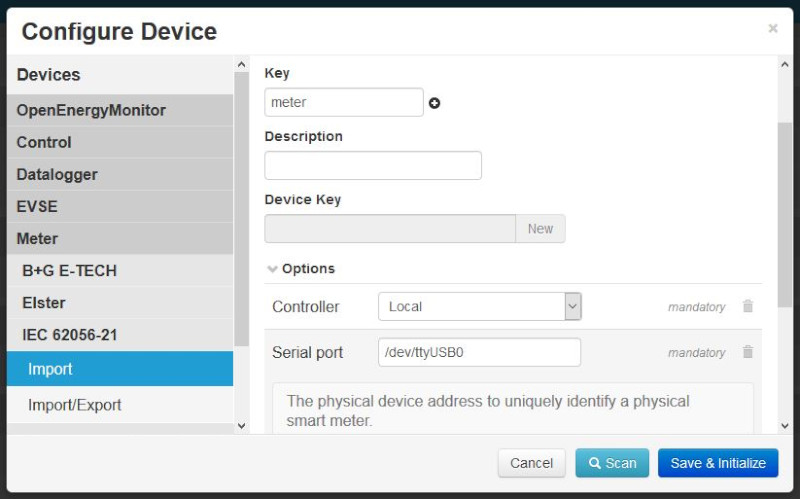 Configure Device
×
Devices
OpenEnergyMonitor
Control
Datalogger
EVSE
Meter
B+G E-TECH
Elster
IEC 62056-21
Import
Import/Export
Key
meter
Description
Device Key
New
Options
Controller Local mandatory
Serial port /dev/ttyUSB0 mandatory
The physical device address to uniquely identify a physical
smart meter.
Cancel Scan Save & Initialize